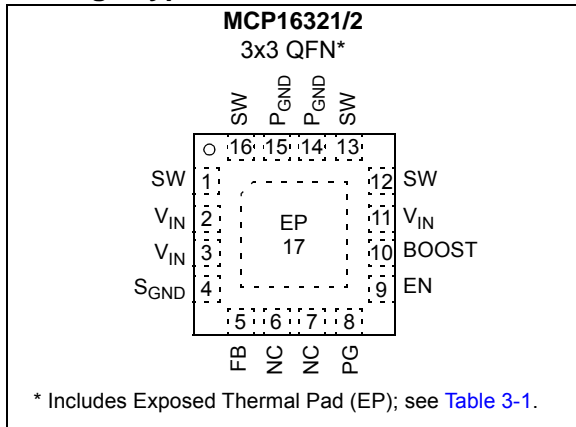 MCP16321/2
3x3 QFN*
SW
PGND
PGND
SW
16
15
14
13
SW
1
12
SW
VIN
2
EP
11
VIN
VIN
3
17
10
BOOST
SGND
4
9
EN
5
6
7
8
FB
NC
NC
PG
* Includes Exposed Thermal Pad (EP); see Table 3-1.